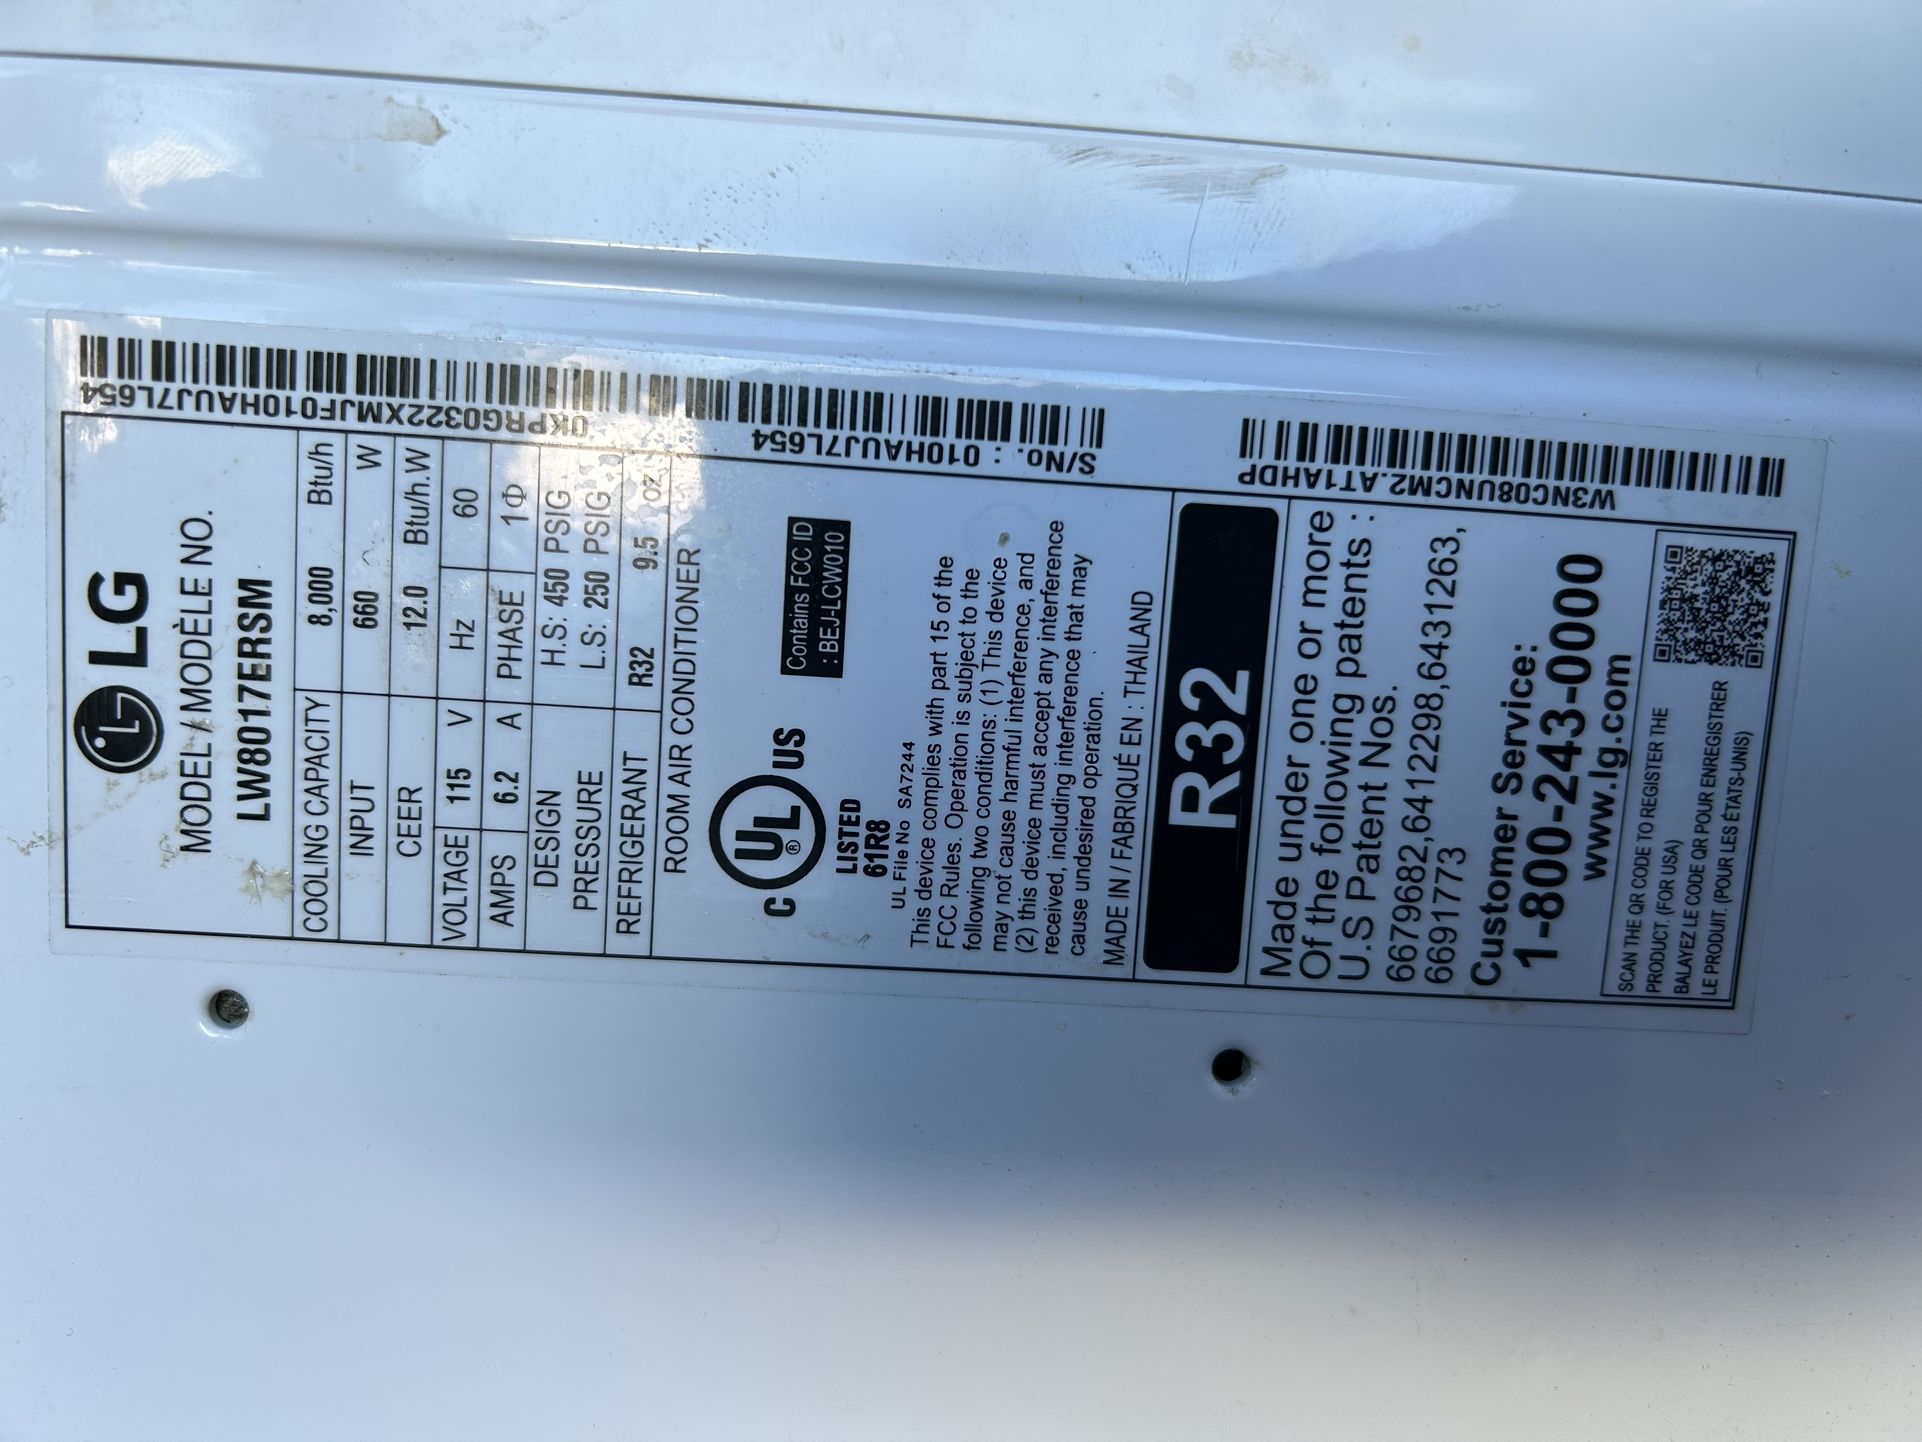 LG
MODEL / MODÈLE NO.
LW8017ERSM
COOLING CAPACITY 8,000 Btu/h
INPUT 660 W
CEER 12.0 Btu/h.W
VOLTAGE 115 V Hz 60
AMPS 6.2 A PHASE 1Φ
DESIGN PRESSURE H.S: 450 PSIG
L.S: 250 PSIG
REFRIGERANT R32 9.5 oz
ROOM AIR CONDITIONER
C UL ® US
LISTED
61R8
Contains FCC ID
: BEJ-LCW010
UL File No SA7244
This device complies with part 15 of the
FCC Rules. Operation is subject to the
following two conditions: (1) This device
may not cause harmful interference, and
(2) this device must accept any interference
received, including interference that may
cause undesired operation.
MADE IN / FABRIQUÉ EN : THAILAND
R32
Made under one or more
Of the following patents :
U.S Patent Nos.
6679682,6412298,6431263,
6691773
Customer Service:
1-800-243-0000
www.lg.com
SCAN THE QR CODE TO REGISTER THE
PRODUCT. (FOR USA)
BALAYEZ LE CODE QR POUR ENREGISTRER
LE PRODUIT. (POUR LES ÉTATS-UNIS)
0KPRG0322XMJF010HAUJ7L654
S/No. : 010HAUJ7L654
W3NC08UNCM2.AT1AHDP